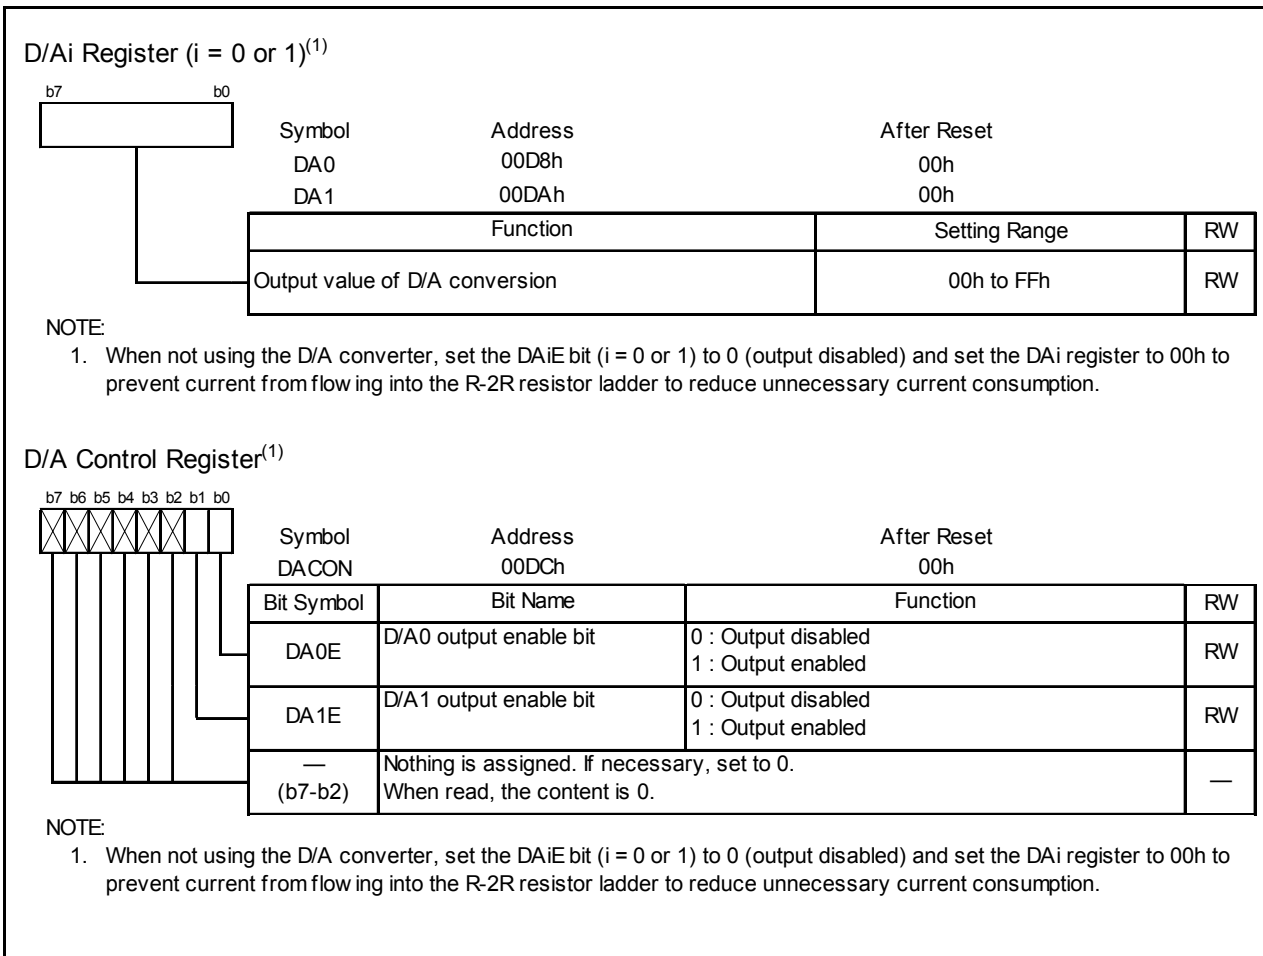 D/Ai Register (i = 0 or 1)(1)
b7 b0
Symbol Address After Reset
DA0 00D8h 00h
DA1 00DAh 00h
Function Setting Range RW
Output value of D/A conversion 00h to FFh RW
NOTE:
1. When not using the D/A converter, set the DAiE bit (i = 0 or 1) to 0 (output disabled) and set the DAi register to 00h to
prevent current from flowing into the R-2R resistor ladder to reduce unnecessary current consumption.
D/A Control Register(1)
b7 b6 b5 b4 b3 b2 b1 b0
Symbol Address After Reset
DACON 00DCh 00h
Bit Symbol Bit Name Function RW
DA0E D/A0 output enable bit 0 : Output disabled RW
1 : Output enabled
DA1E D/A1 output enable bit 0 : Output disabled RW
1 : Output enabled
— Nothing is assigned. If necessary, set to 0. —
(b7-b2) When read, the content is 0.
NOTE:
1. When not using the D/A converter, set the DAiE bit (i = 0 or 1) to 0 (output disabled) and set the DAi register to 00h to
prevent current from flowing into the R-2R resistor ladder to reduce unnecessary current consumption.